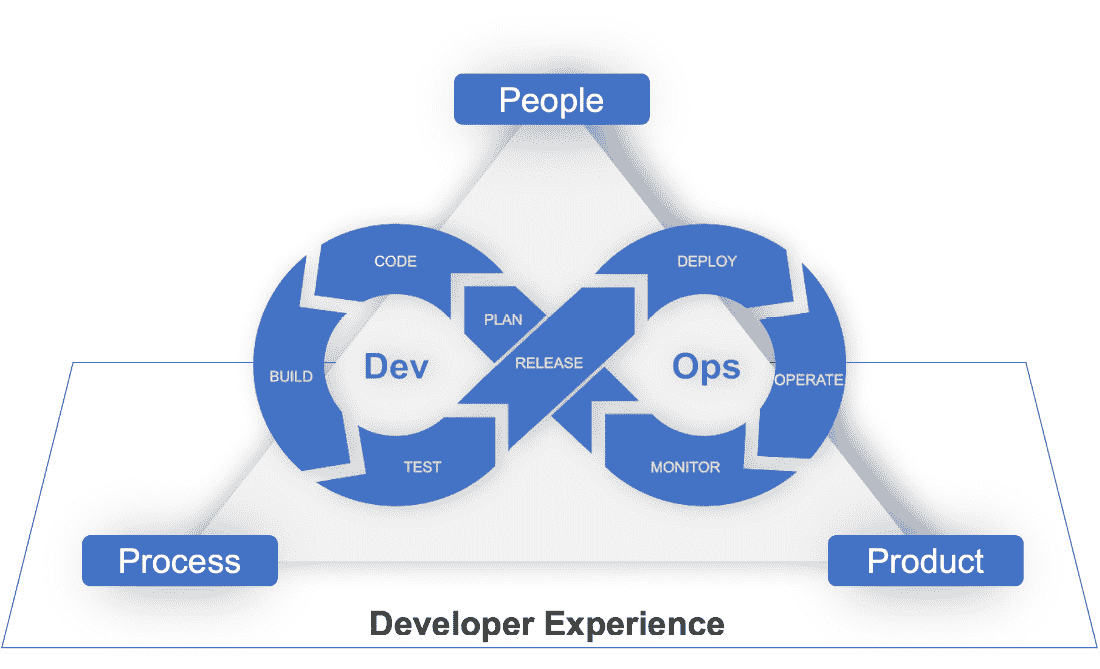 People
CODE
DEPLOY
PLAN
RELEASE
Dev
Ops
BUILD
OPERATE
TEST
MONITOR
Process
Product
Developer Experience